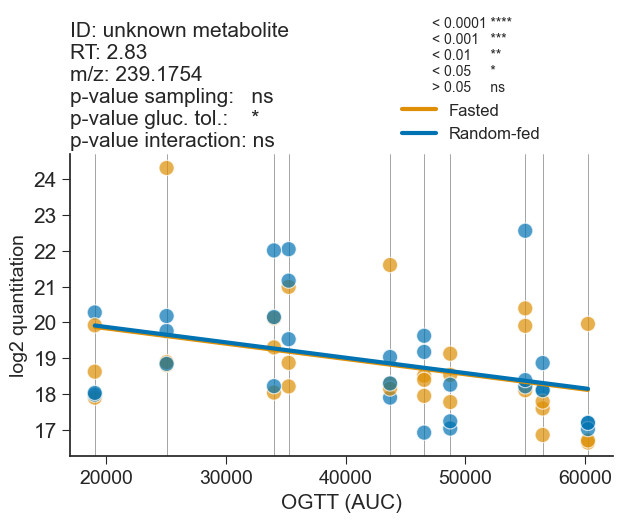 ID: unknown metabolite
RT: 2.83
m/z: 239.1754
p-value sampling: ns
p-value gluc. tol.: *
p-value interaction: ns
< 0.0001 ****
< 0.001 ***
< 0.01 **
< 0.05 *
> 0.05 ns
Fasted
Random-fed
log2 quantitation
24
23
22
21
20
19
18
17
20000 30000 40000 50000 60000
OGTT (AUC)